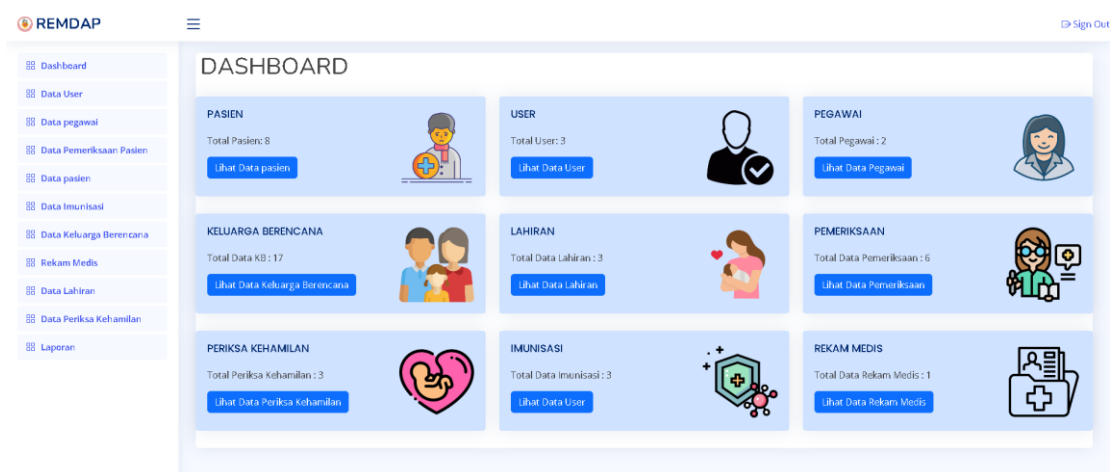 REMDAP
Sign Out
Dashboard
Data User
Data pegawai
Data Pemeriksaan Pasien
Data pasien
Data Imunisasi
Data Keluarga Berencana
Rekam Medis
Data Lahiran
Data Periksa Kehamilan
Laporan
DASHBOARD
PASIEN
Total Pasien: 8
Lihat Data pasien
USER
Total User: 3
Lihat Data User
PEGAWAI
Total Pegawai : 2
Lihat Data Pegawai
KELUARGA BERENCANA
Total Data KB : 17
Lihat Data Keluarga Berencana
LAHIRAN
Total Data Lahiran : 3
Lihat Data Lahiran
PEMERIKSAAN
Total Data Pemeriksaan : 6
Lihat Data Pemeriksaan
PERIKSA KEHAMILAN
Total Periksa Kehamilan : 3
Lihat Data Periksa Kehamilan
IMUNISASI
Total Data Imunisasi : 3
Lihat Data User
REKAM MEDIS
Total Data Rekam Medis : 1
Lihat Data Rekam Medis